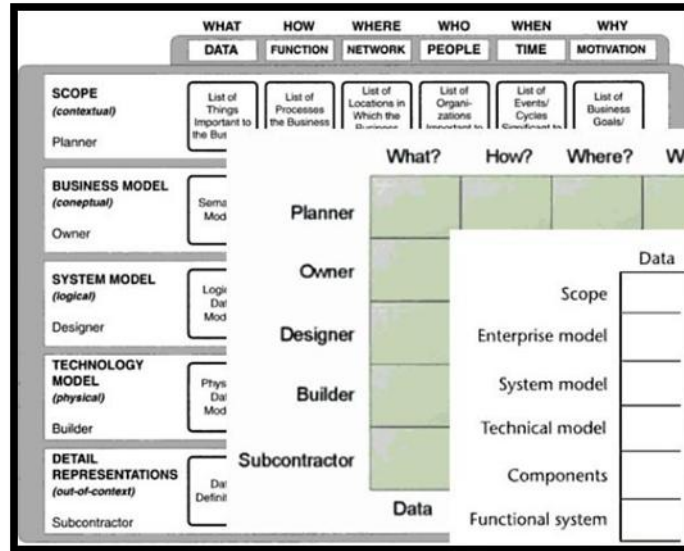 WHAT HOW WHERE WHO WHEN WHY
DATA FUNCTION NETWORK PEOPLE TIME MOTIVATION
SCOPE
(contextual)
Planner
List of
Things
Important to
List of
Processes
the Business
List of
Locations in
Which the
List of
Organi-
zations
List of
Events/
Cycles
List of
Business
Goals/
BUSINESS MODEL
(coneptual)
Owner
SYSTEM MODEL
(logical)
Designer
TECHNOLOGY
MODEL
(physical)
Builder
DETAIL
REPRESENTATIONS
(out-of-context)
Subcontractor
What? How? Where?
Planner
Owner
Designer
Builder
Subcontractor
Data
Data
Scope
Enterprise model
System model
Technical model
Components
Functional system